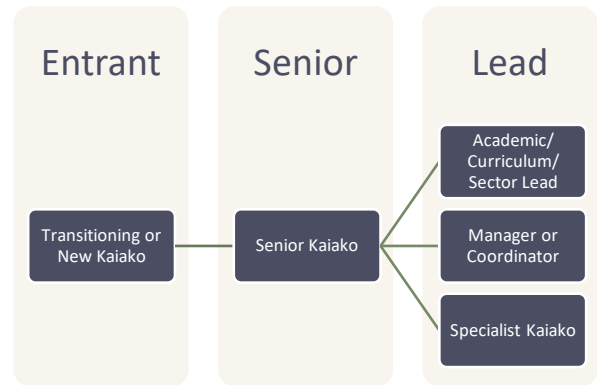 Entrant
Senior
Lead
Transitioning or
New Kaiako
Senior Kaiako
Academic/
Curriculum/
Sector Lead
Manager or
Coordinator
Specialist Kaiako